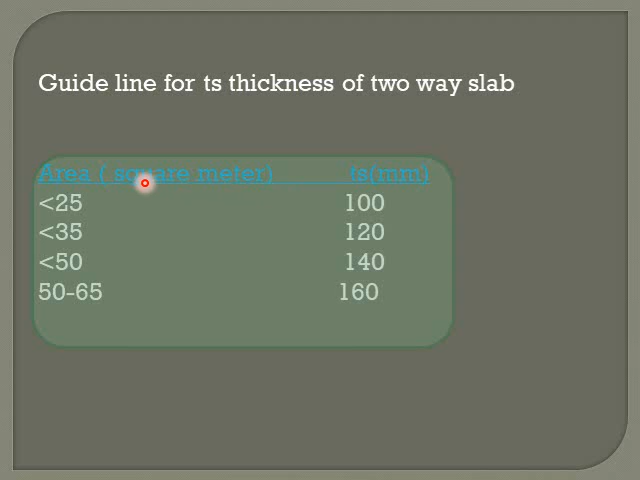 Guide line for ts thickness of two way slab
Area ( square meter) ts(mm)
<25 100
<35 120
<50 140
50-65 160